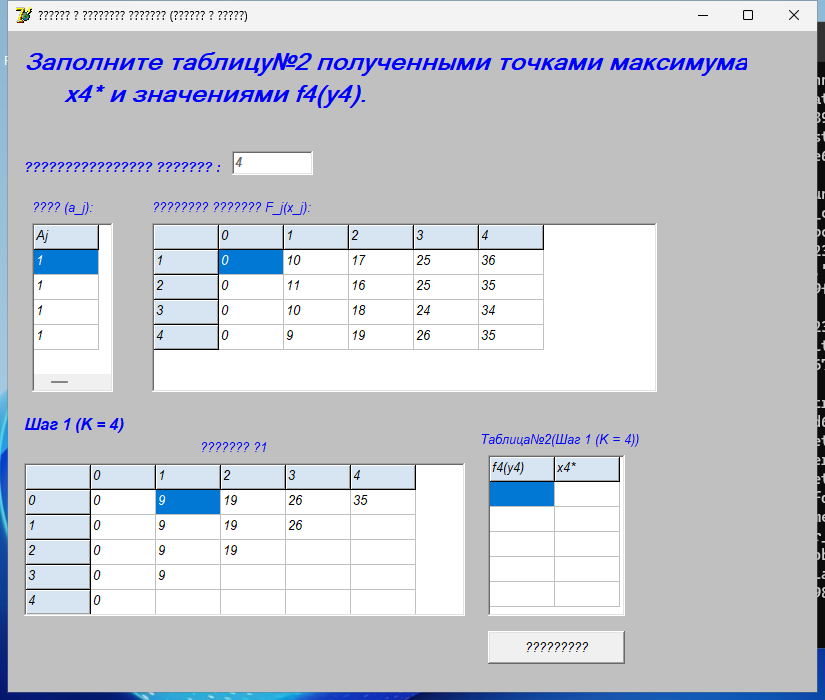 ?????? ? ???????? ??????? (?????? ? ?????)
Заполните таблицу№2 полученными точками максимума
x4* и значениями f4(y4).
???????????????? ??????? : 4
???? (a_j): ???????? ??????? F_j(x_j):
Aj 0 1 2 3 4
1 1 0 10 17 25 36
1 2 0 11 16 25 35
1 3 0 10 18 24 34
1 4 0 9 19 26 35
Шаг 1 (K = 4)
??????? ?1 Таблица№2(Шаг 1 (K = 4))
0 1 2 3 4 f4(y4) x4*
0 0 9 19 26 35
1 0 9 19 26
2 0 9 19
3 0 9
4 0
?????????